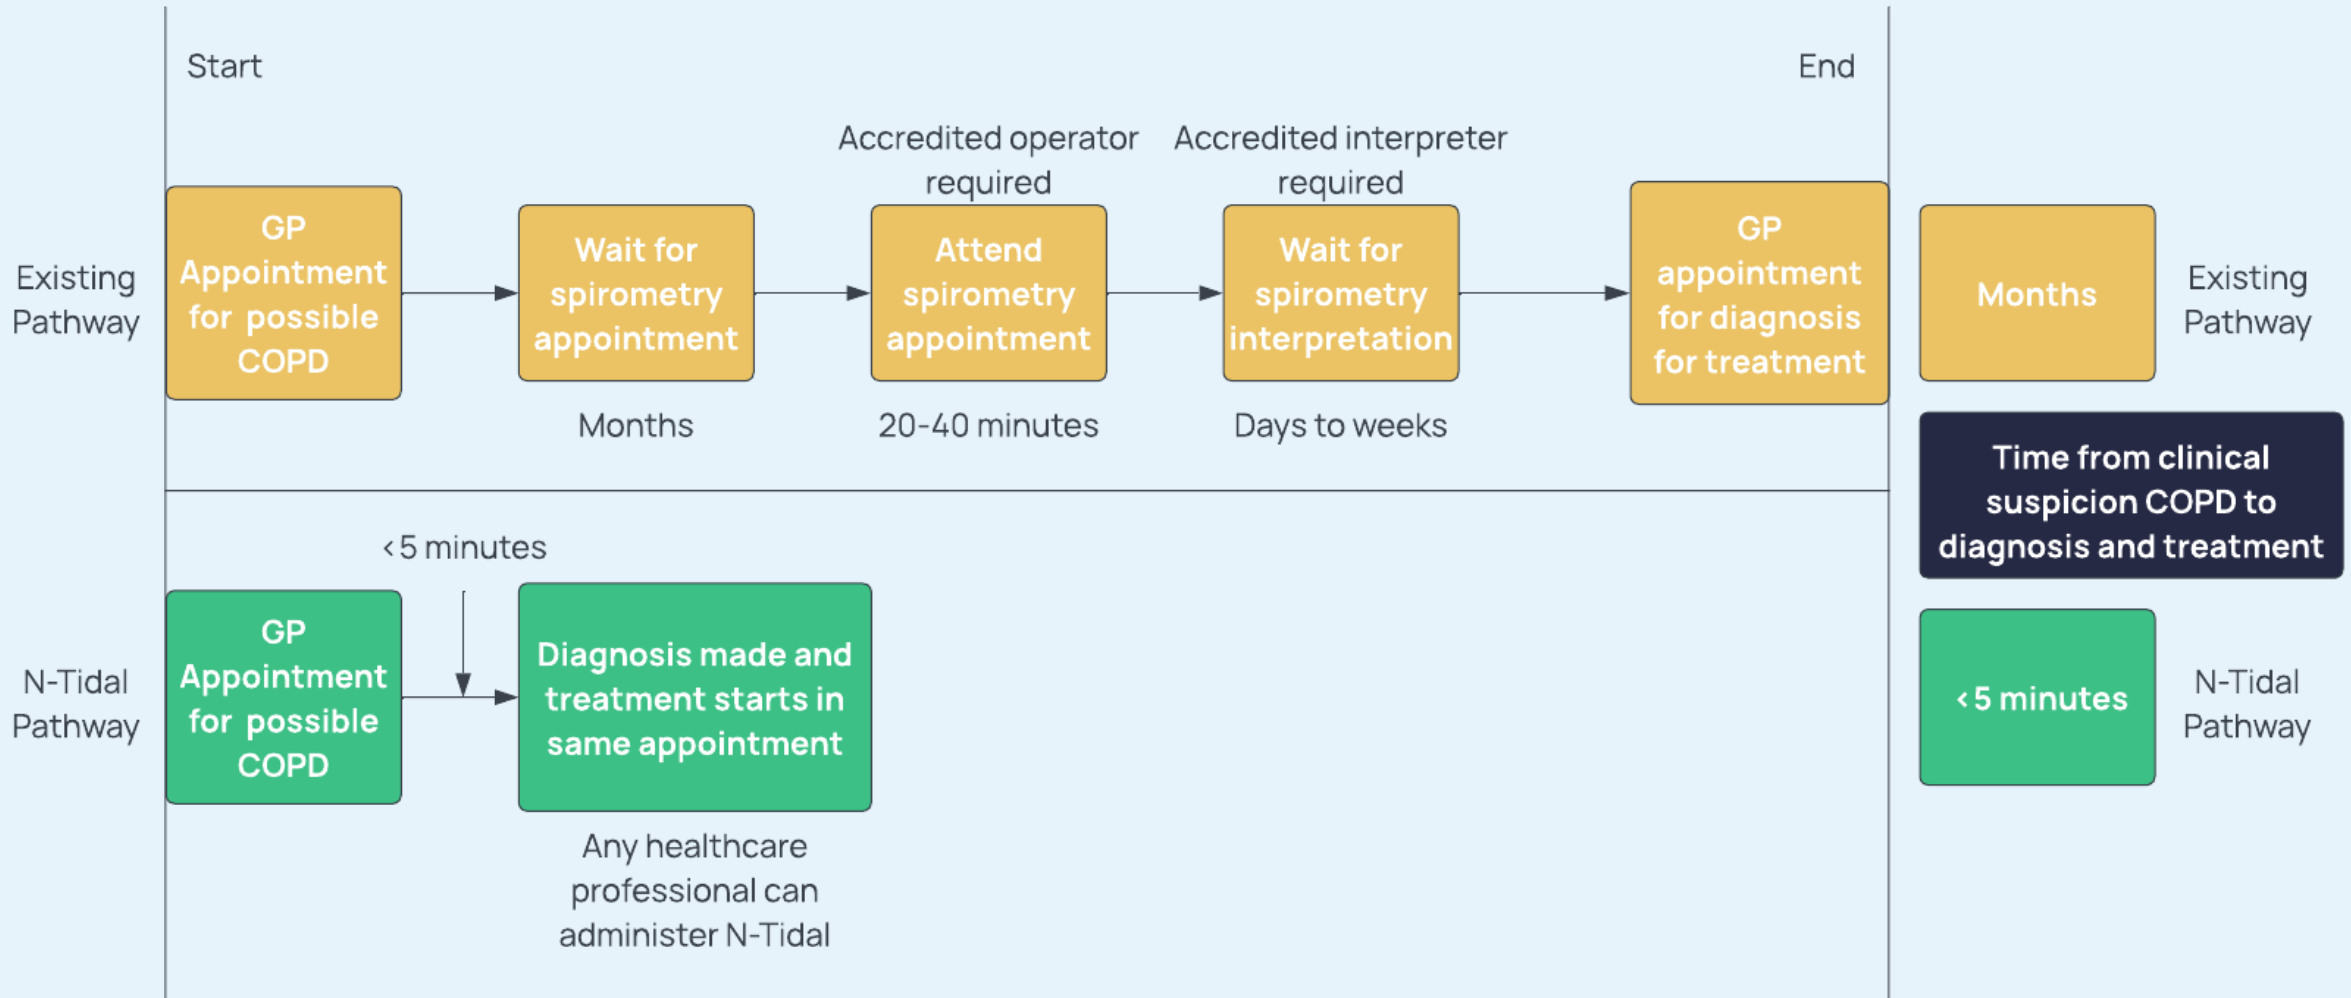 Start
End
Existing
Pathway
GP
Appointment
for possible
COPD
Wait for
spirometry
appointment
Months
Accredited operator
required
Attend
spirometry
appointment
20-40 minutes
Accredited interpreter
required
Wait for
spirometry
interpretation
Days to weeks
GP
appointment
for diagnosis
for treatment
Months
Existing
Pathway
Time from clinical
suspicion COPD to
diagnosis and treatment
N-Tidal
Pathway
GP
Appointment
for possible
COPD
<5 minutes
Diagnosis made and
treatment starts in
same appointment
Any healthcare
professional can
administer N-Tidal
<5 minutes
N-Tidal
Pathway